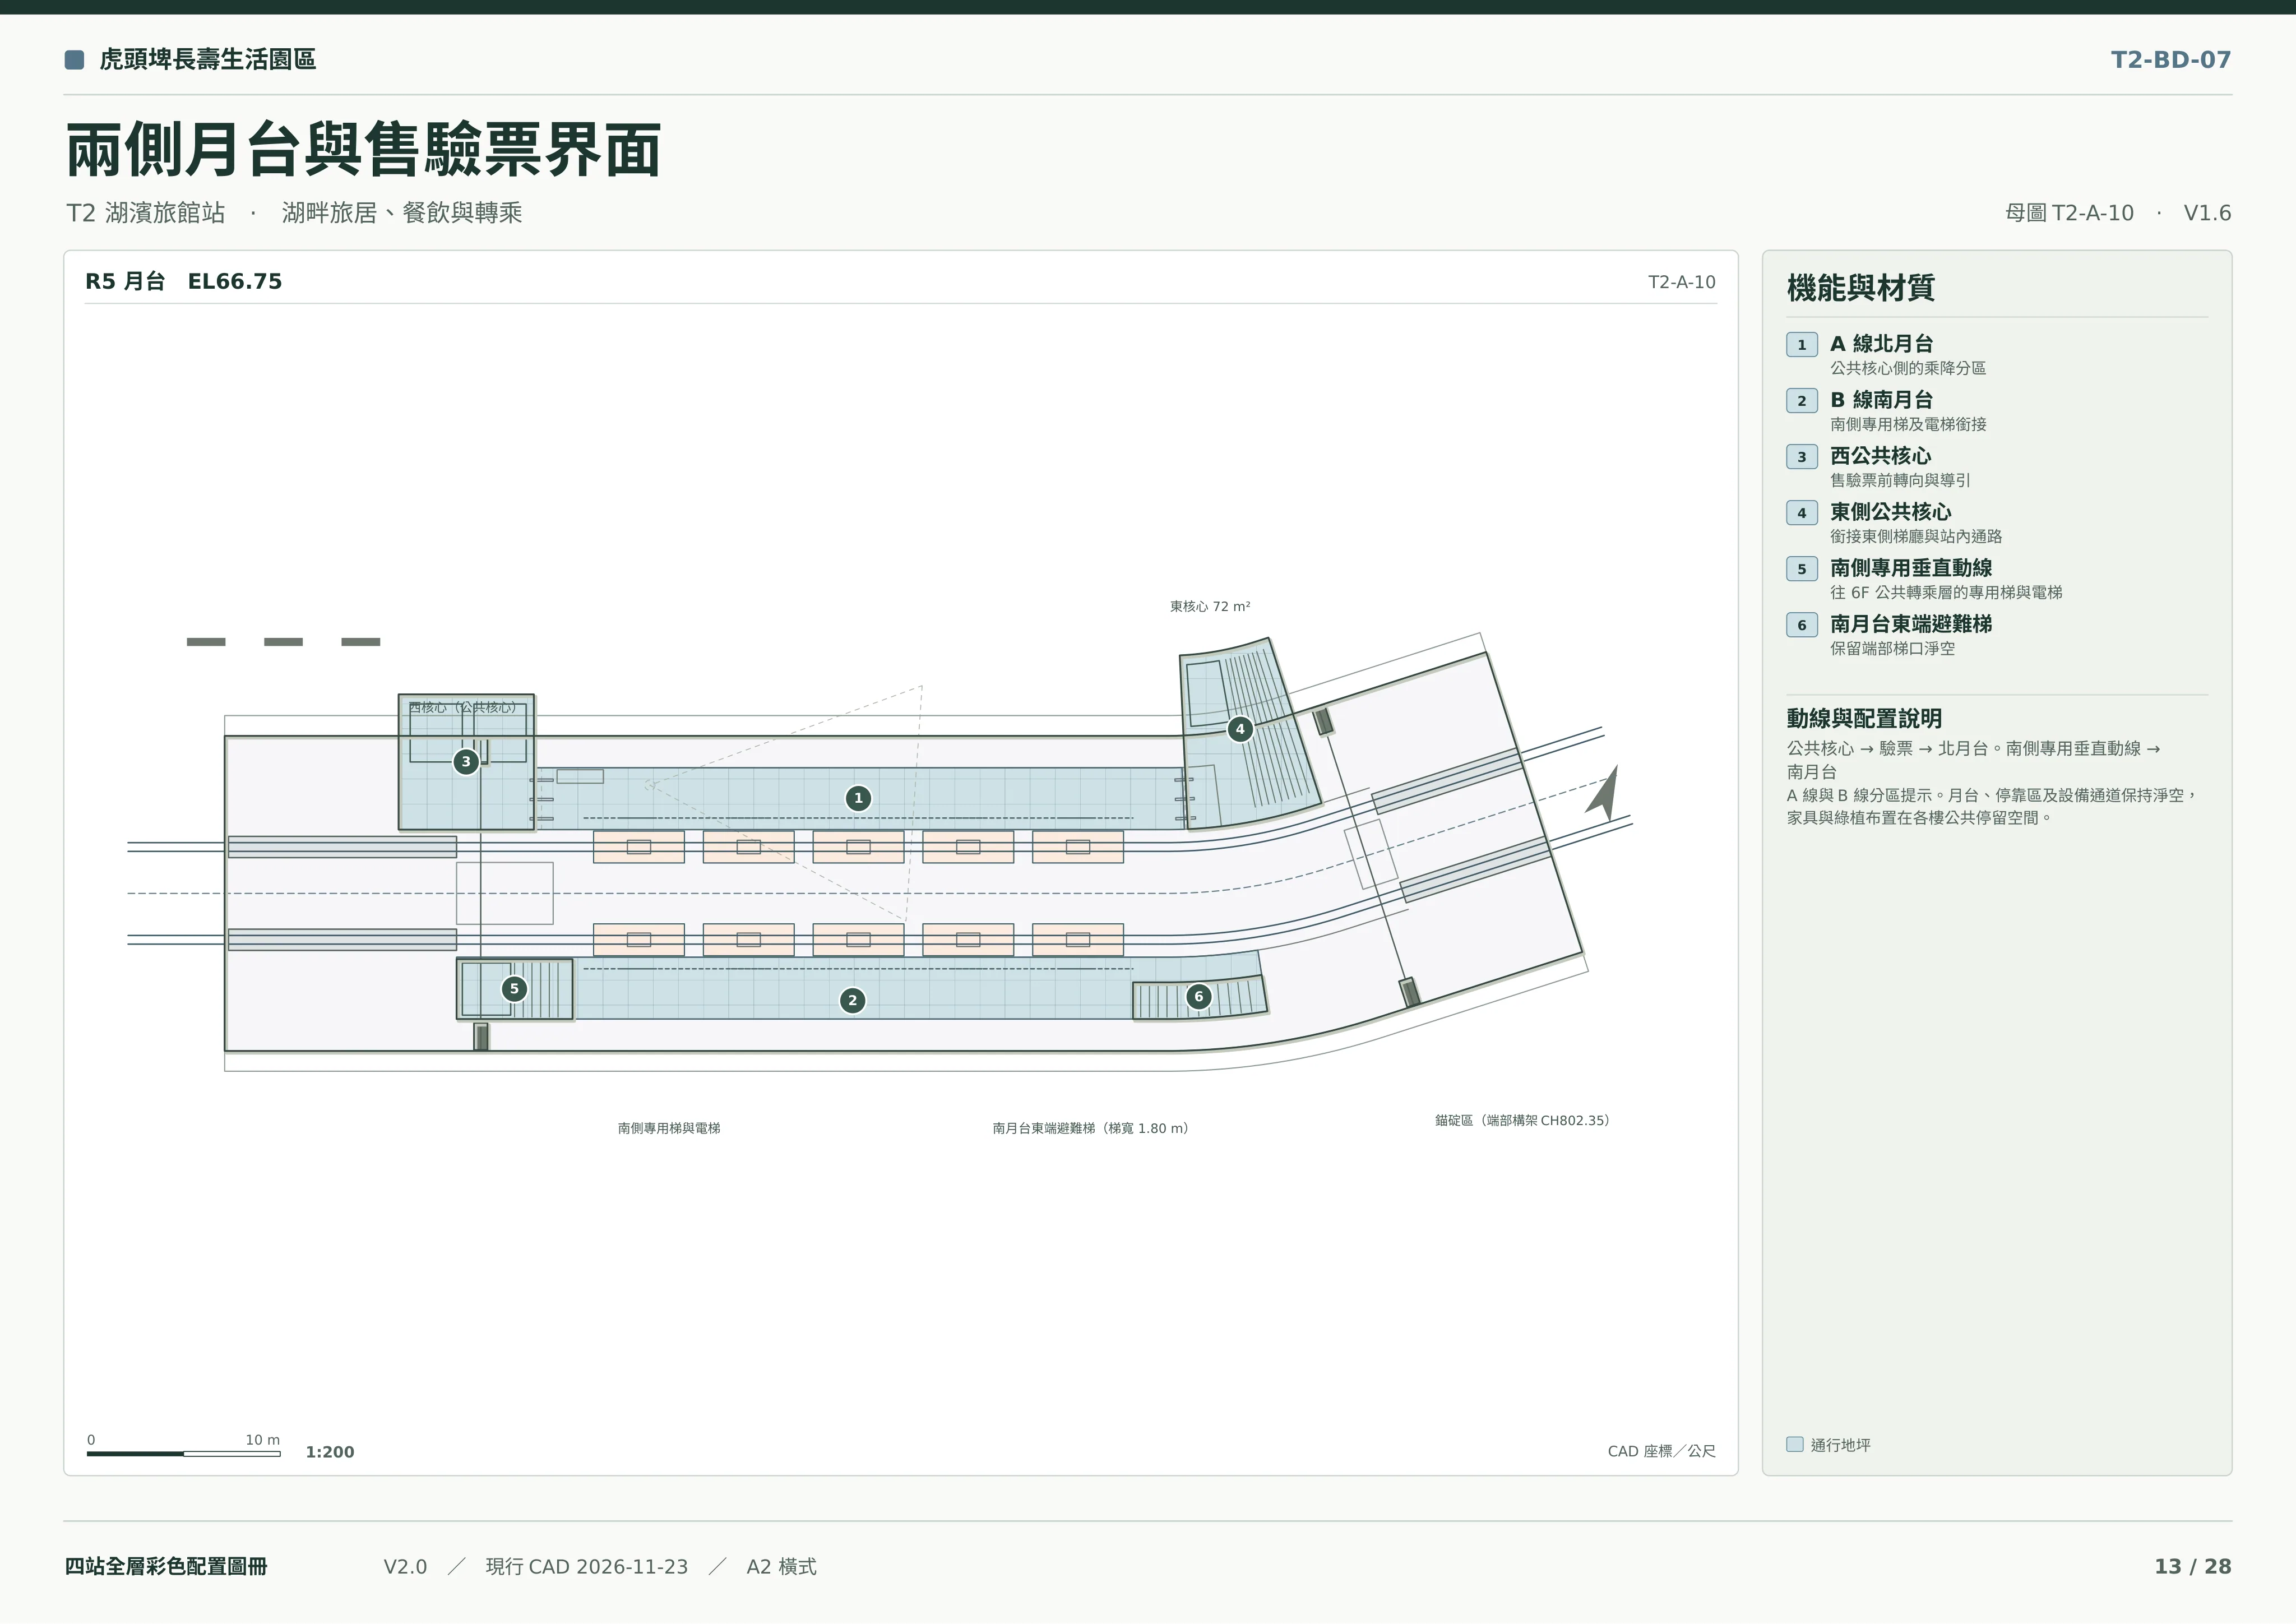 虎頭埤長壽生活園區
T2-BD-07
兩側月台與售驗票界面
T2 湖濱旅館站 · 湖畔旅居、餐飲與轉乘
母圖 T2-A-10 · V1.6
R5 月台 EL66.75
T2-A-10
東核心 72 m²
西核心（公共核心）
3
4
1
5
2
6
南側專用梯與電梯
南月台東端避難梯（梯寬 1.80 m）
錨碇區（端部構架 CH802.35）
0
10 m
1:200
CAD 座標／公尺
機能與材質
1 A 線北月台
公共核心側的乘降分區
2 B 線南月台
南側專用梯及電梯銜接
3 西公共核心
售驗票前轉向與導引
4 東側公共核心
銜接東側梯廳與站內通路
5 南側專用垂直動線
往 6F 公共轉乘層的專用梯與電梯
6 南月台東端避難梯
保留端部梯口淨空
動線與配置說明
公共核心 → 驗票 → 北月台。南側專用垂直動線 →
南月台
A 線與 B 線分區提示。月台、停靠區及設備通道保持淨空，
家具與綠植布置在各樓公共停留空間。
通行地坪
四站全層彩色配置圖冊
V2.0 ／ 現行 CAD 2026-11-23 ／ A2 橫式
13 / 28